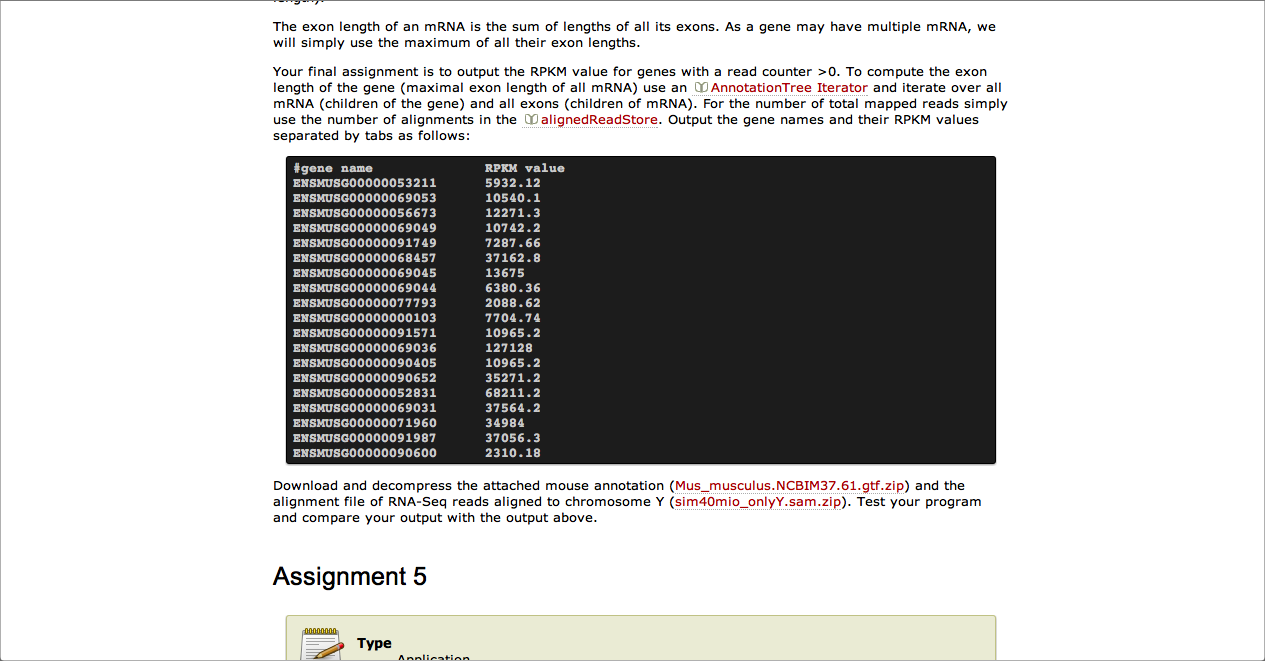 length).
The exon length of an mRNA is the sum of lengths of all its exons. As a gene may have multiple mRNA, we
will simply use the maximum of all their exon lengths.
Your final assignment is to output the RPKM value for genes with a read counter >0. To compute the exon
length of the gene (maximal exon length of all mRNA) use an AnnotationTree Iterator and iterate over all
mRNA (children of the gene) and all exons (children of mRNA). For the number of total mapped reads simply
use the number of alignments in the alignedReadStore. Output the gene names and their RPKM values
separated by tabs as follows:
#gene name RPKM value
ENSMUSG00000053211 5932.12
ENSMUSG00000069053 10540.1
ENSMUSG00000056673 12271.3
ENSMUSG00000069049 10742.2
ENSMUSG00000091749 7287.66
ENSMUSG00000068457 37162.8
ENSMUSG00000069045 13675
ENSMUSG00000069044 6380.36
ENSMUSG00000077793 2088.62
ENSMUSG00000000103 7704.74
ENSMUSG00000091571 10965.2
ENSMUSG00000069036 127128
ENSMUSG00000090405 10965.2
ENSMUSG00000090652 35271.2
ENSMUSG00000052831 68211.2
ENSMUSG00000069031 37564.2
ENSMUSG00000071960 34984
ENSMUSG00000091987 37056.3
ENSMUSG00000090600 2310.18
Download and decompress the attached mouse annotation (Mus_musculus.NCBIM37.61.gtf.zip) and the
alignment file of RNA-Seq reads aligned to chromosome Y (sim40mio_onlyY.sam.zip). Test your program
and compare your output with the output above.
Assignment 5
Type
Application